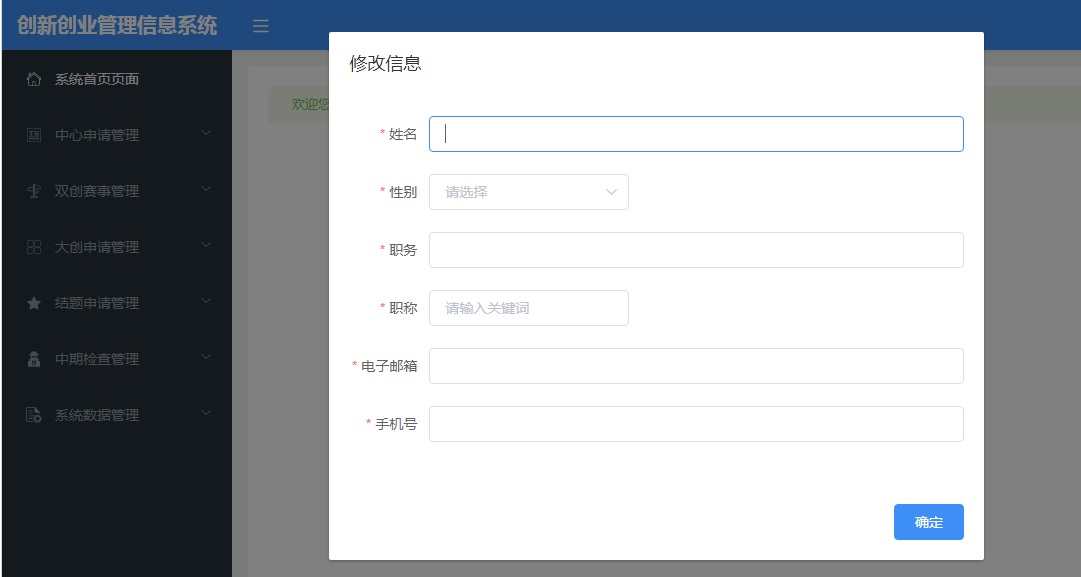 创新创业管理信息系统
系统首页页面
中心申请管理
双创赛事管理
大创申请管理
结题申请管理
中期检查管理
系统数据管理
欢迎您
修改信息
* 姓名
* 性别 请选择
* 职务
* 职称 请输入关键词
* 电子邮箱
* 手机号
确定